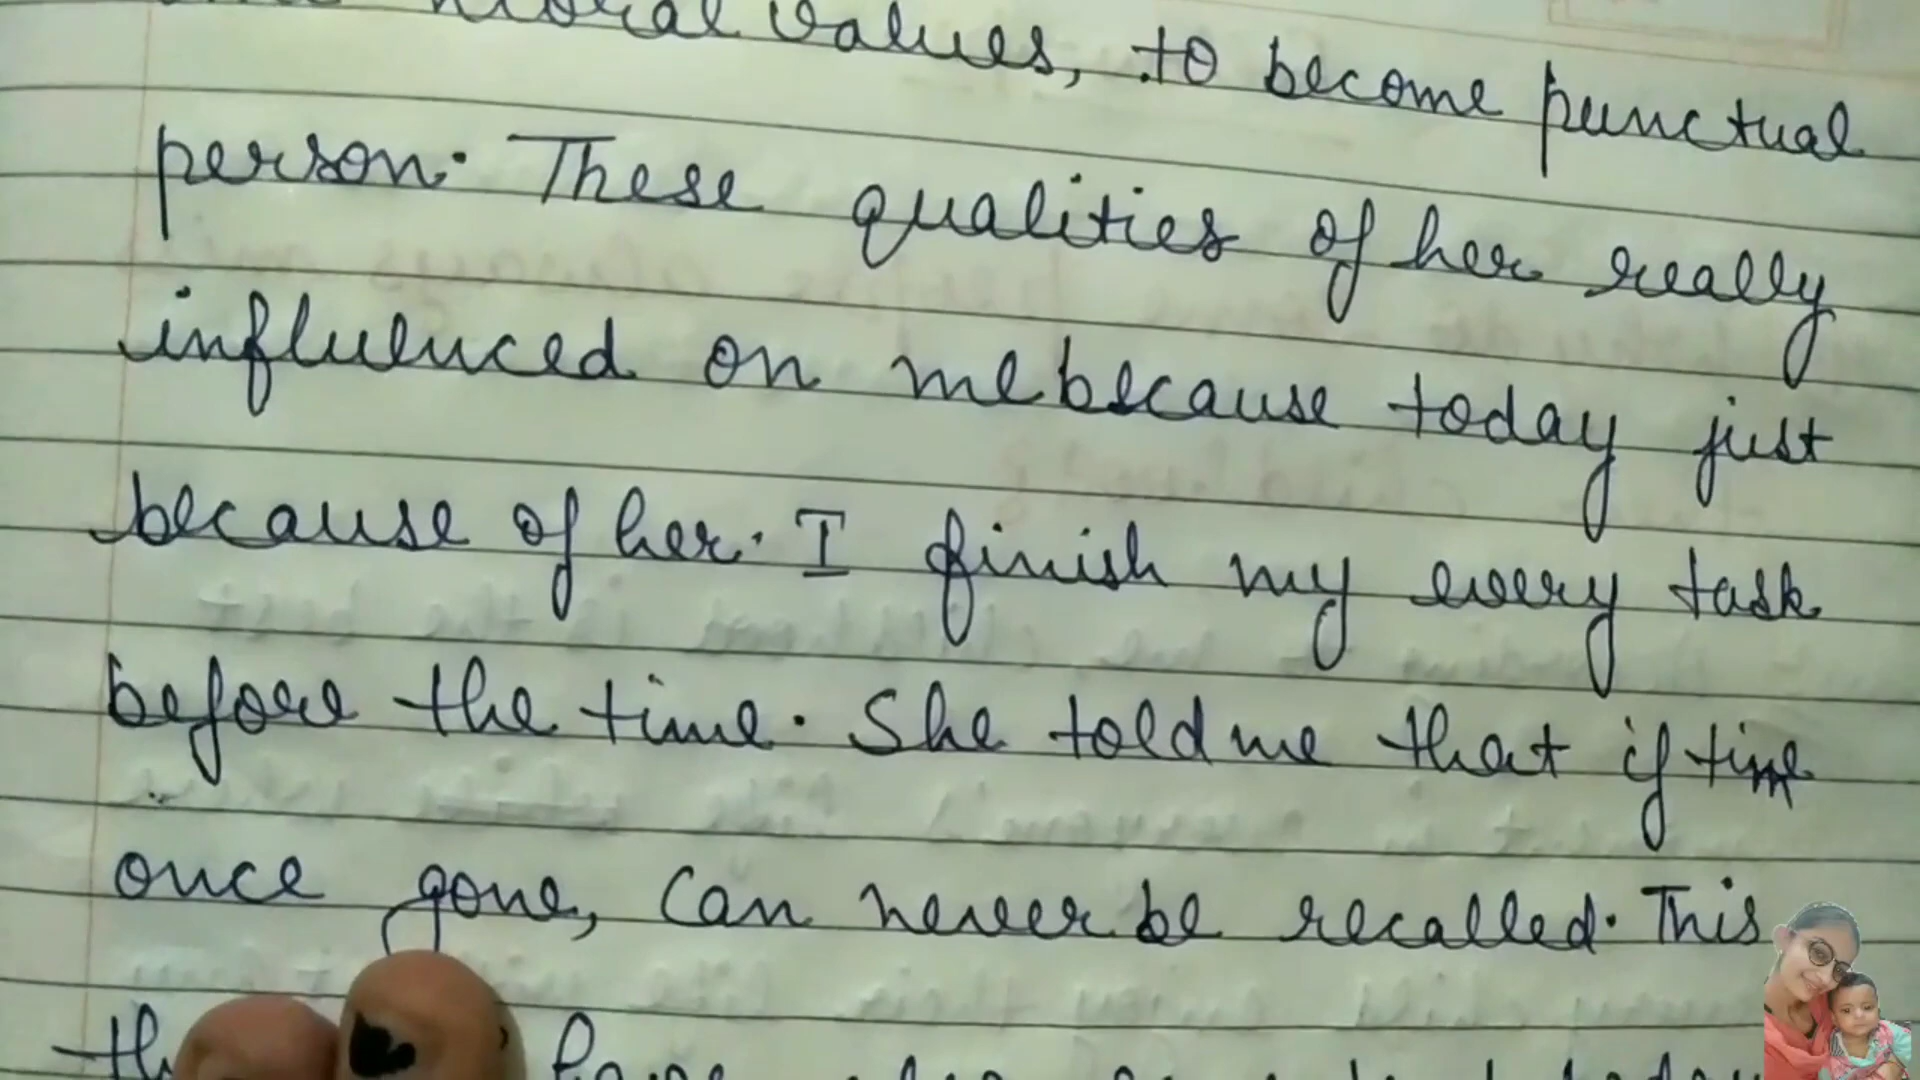 moral values, to become punctual
person. These qualities of her really
influenced on me because today just
because of her. I finish my every task
before the time. She told me that if time
once gone, can never be recalled. This